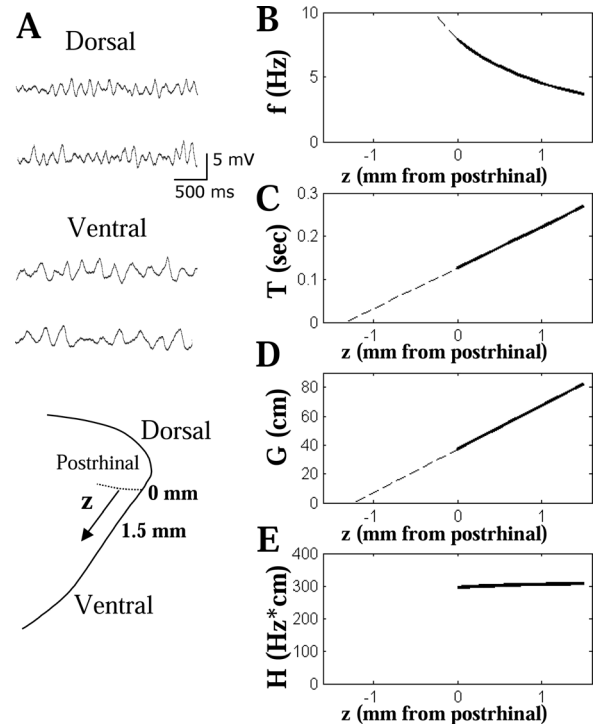 A
Dorsal
5 mV
500 ms
Ventral
Dorsal
Postrhinal
0 mm
z
1.5 mm
Ventral
B
f (Hz)
10
5
0
-1 0 1
z (mm from postrhinal)
C
T (sec)
0.3
0.2
0.1
0
-1 0 1
z (mm from postrhinal)
D
G (cm)
80
60
40
20
0
-1 0 1
z (mm from postrhinal)
E
H (Hz*cm)
400
300
200
100
0
-1 0 1
z (mm from postrhinal)